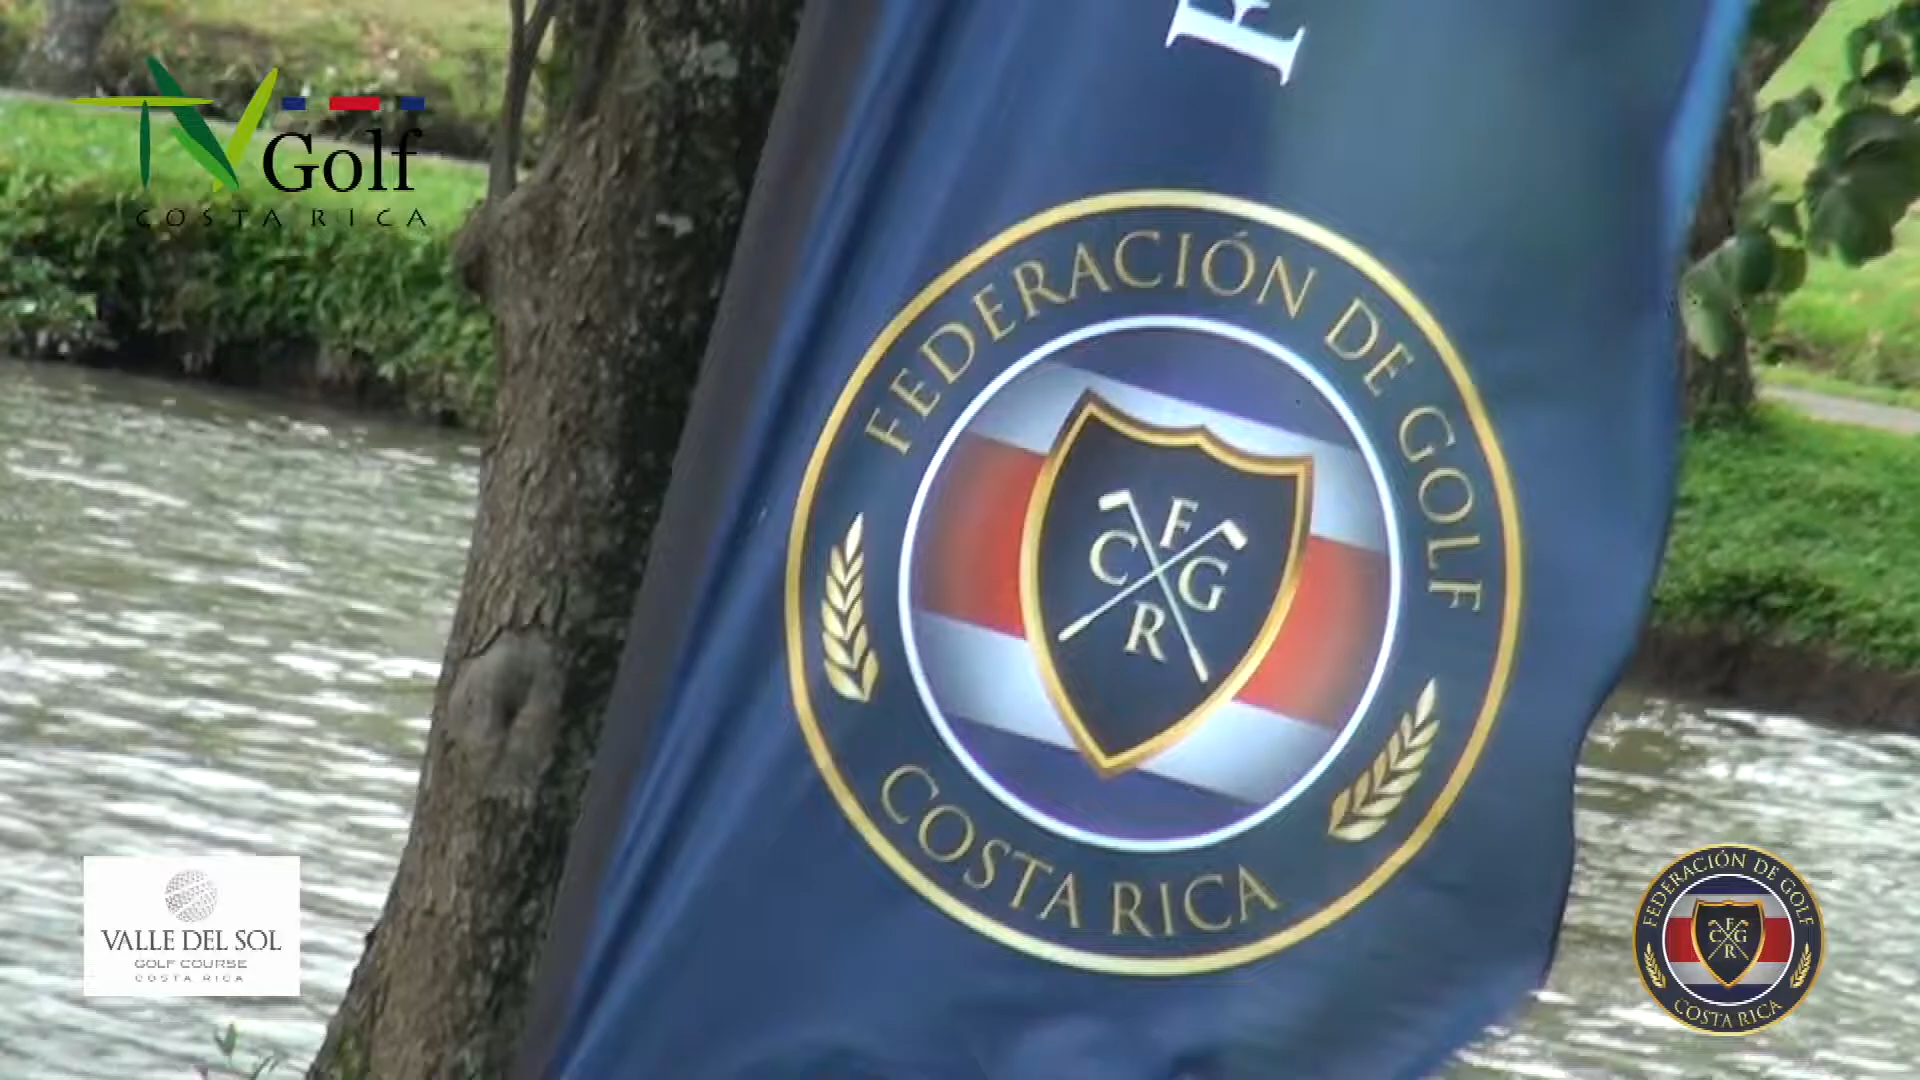 TV Golf
COSTA RICA
FEDERACIÓN DE GOLF
F
C G
R
COSTA RICA
VALLE DEL SOL
GOLF COURSE
COSTA RICA
FEDERACIÓN DE GOLF
F
C G
R
COSTA RICA